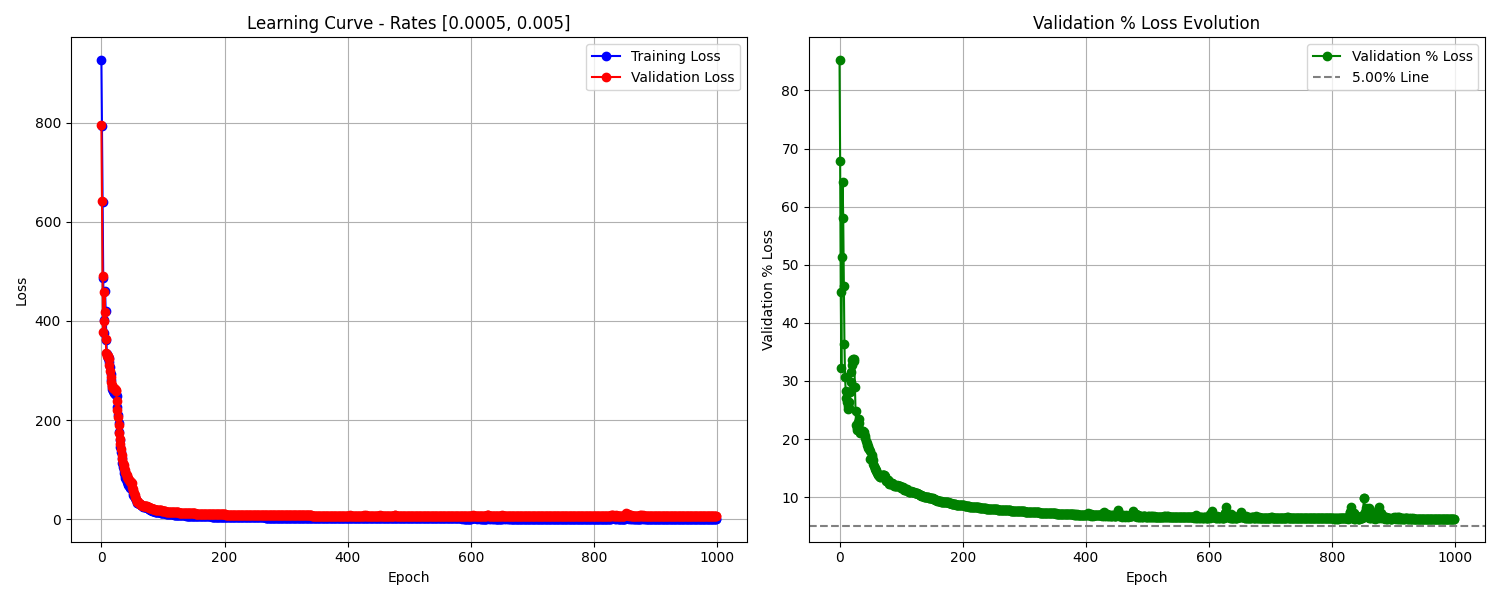 Learning Curve - Rates [0.0005, 0.005]
Training Loss
Validation Loss
Loss
800
600
400
200
0
0 200 400 600 800 1000
Epoch
Validation % Loss Evolution
Validation % Loss
5.00% Line
Validation % Loss
80
70
60
50
40
30
20
10
0 200 400 600 800 1000
Epoch